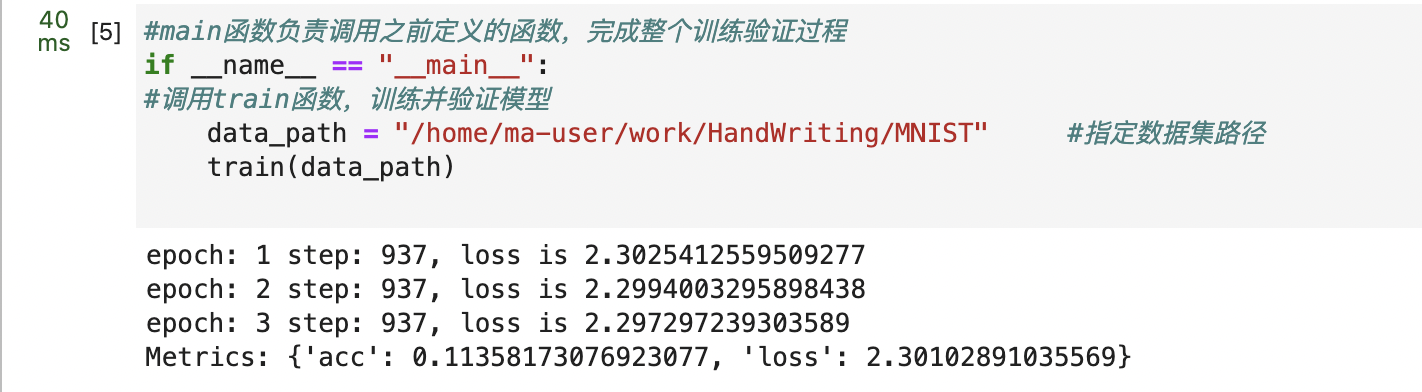 40
ms
[5]
#main函数负责调用之前定义的函数，完成整个训练验证过程
if __name__ == "__main__":
#调用train函数，训练并验证模型
    data_path = "/home/ma-user/work/HandWriting/MNIST"     #指定数据集路径
    train(data_path)
epoch: 1 step: 937, loss is 2.3025412559509277
epoch: 2 step: 937, loss is 2.2994003295898438
epoch: 3 step: 937, loss is 2.297297239303589
Metrics: {'acc': 0.11358173076923077, 'loss': 2.30102891035569}